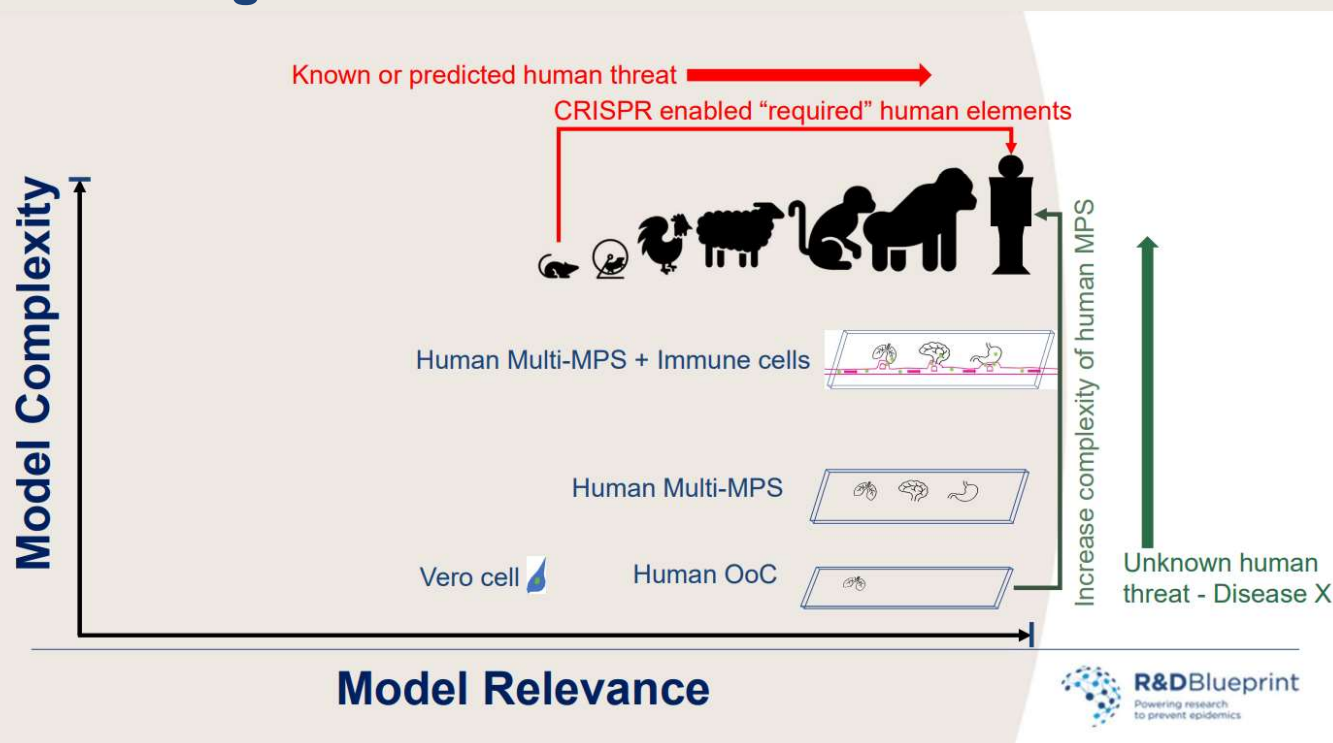 Known or predicted human threat
CRISPR enabled “required” human elements
Model Complexity
Human Multi-MPS + Immune cells
Human Multi-MPS
Vero cell
Human OoC
Increase complexity of human MPS
Unknown human
threat - Disease X
Model Relevance
R&DBlueprint
Powering research
to prevent epidemics